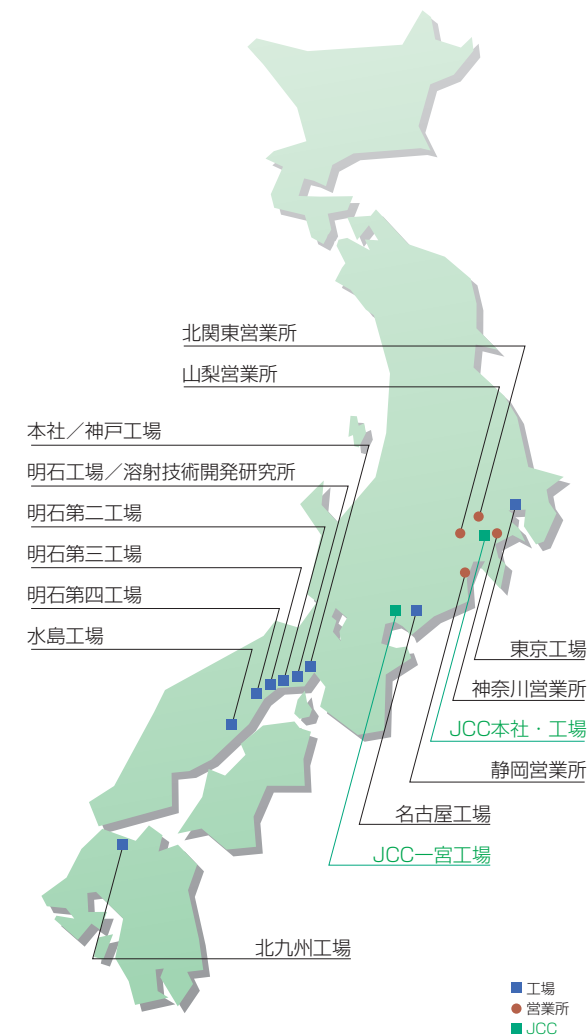 北関東営業所
山梨営業所
本社／神戸工場
明石工場／溶射技術開発研究所
明石第二工場
明石第三工場
明石第四工場
水島工場
東京工場
神奈川営業所
JCC本社・工場
静岡営業所
名古屋工場
JCC一宮工場
北九州工場
工場
営業所
JCC